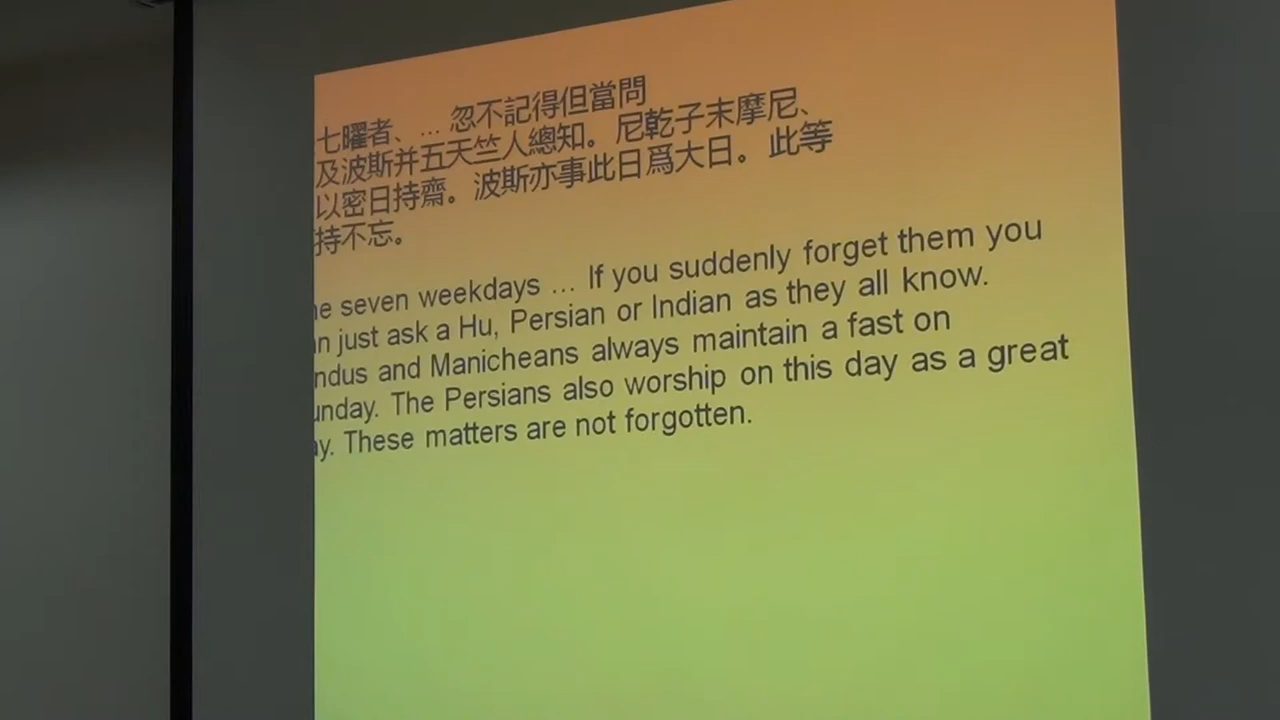 七曜者、… 忽不記得但當問
及波斯并五天竺人總知。尼乾子末摩尼、
以密日持齋。波斯亦事此日爲大日。此等
持不忘。
seven weekdays … If you suddenly forget them you
just ask a Hu, Persian or Indian as they all know.
and Manicheans always maintain a fast on
The Persians also worship on this day as a great
These matters are not forgotten.